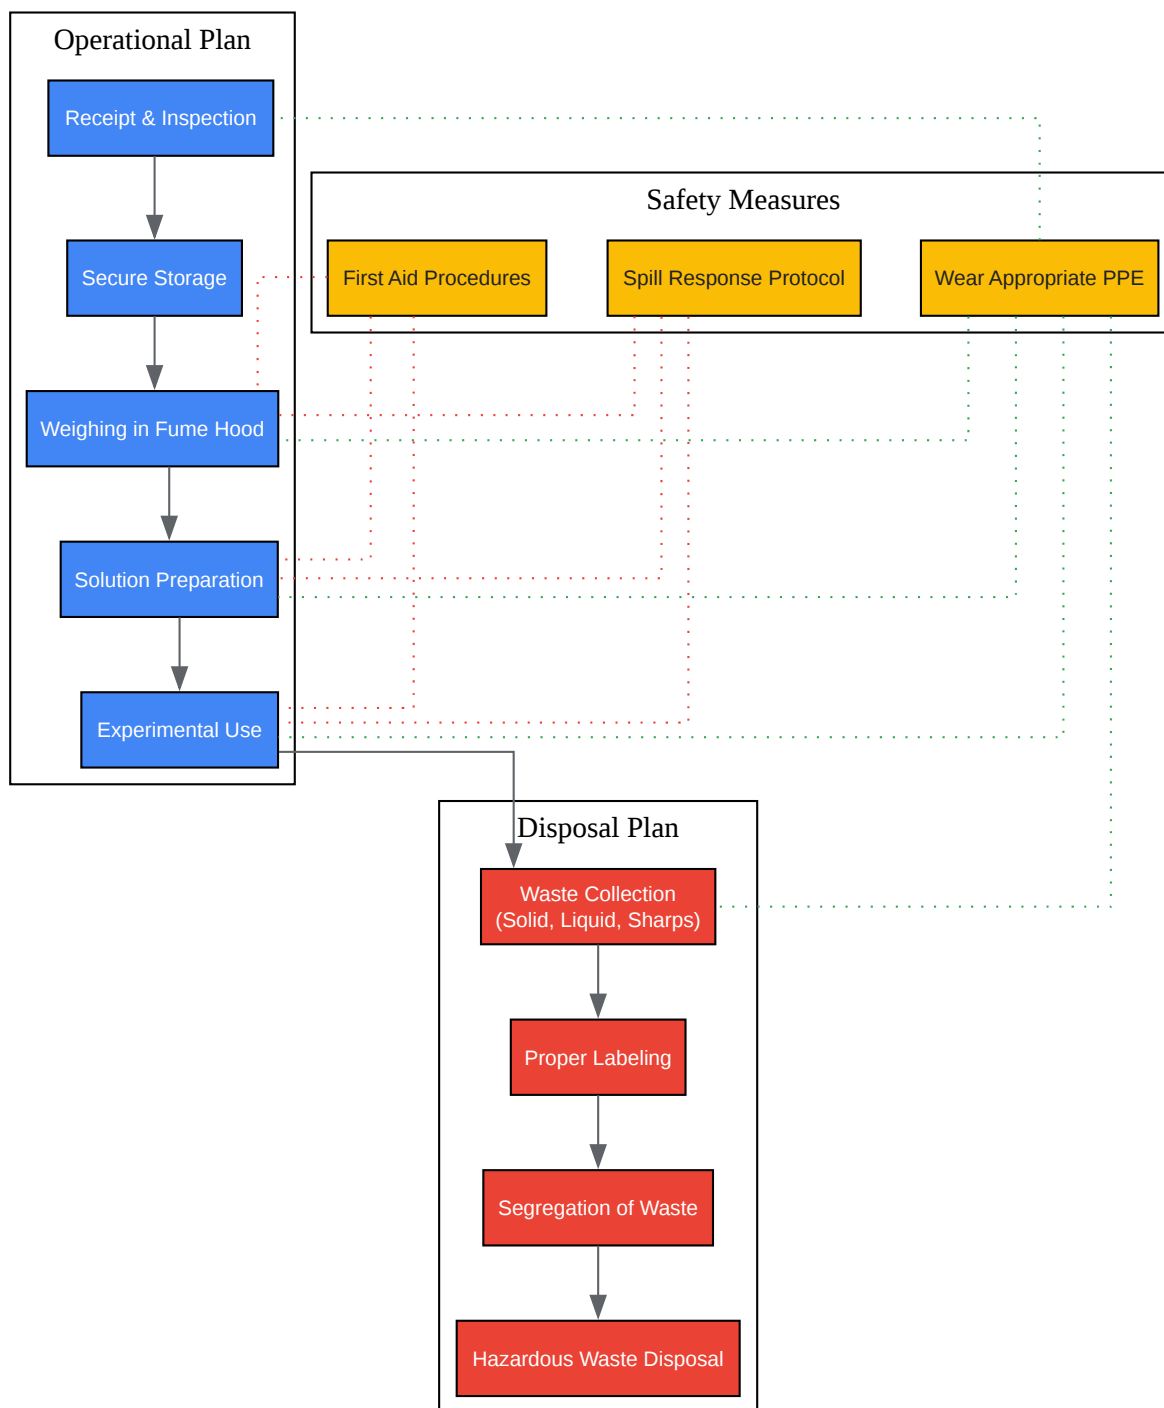 Operational Plan
Receipt & Inspection
Safety Measures
Secure Storage
First Aid Procedures
Spill Response Protocol
Wear Appropriate PPE
Weighing in Fume Hood
Solution Preparation
Experimental Use
Disposal Plan
Waste Collection
(Solid, Liquid, Sharps)
Proper Labeling
Segregation of Waste
Hazardous Waste Disposal